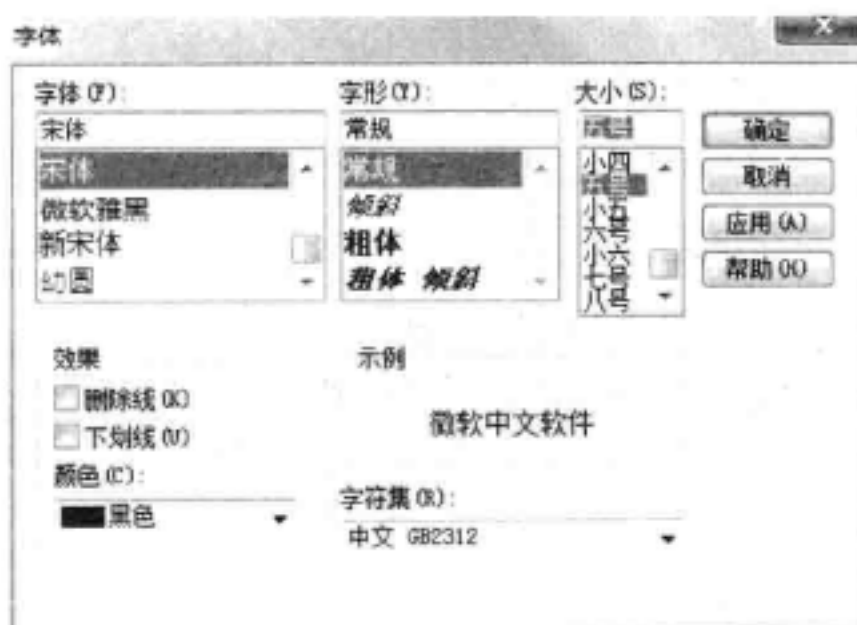 字体
字体(F):
字形(Y):
大小(S):
宋体
常规
五号
确定
宋体
微软雅黑
新宋体
幼圆
常规
倾斜
粗体
粗体 倾斜
小四
五号
小五
六号
小六
七号
八号
取消
应用(A)
帮助(H)
效果
删除线(K)
下划线(U)
颜色(C):
黑色
示例
微软中文软件
字符集(R):
中文 GB2312